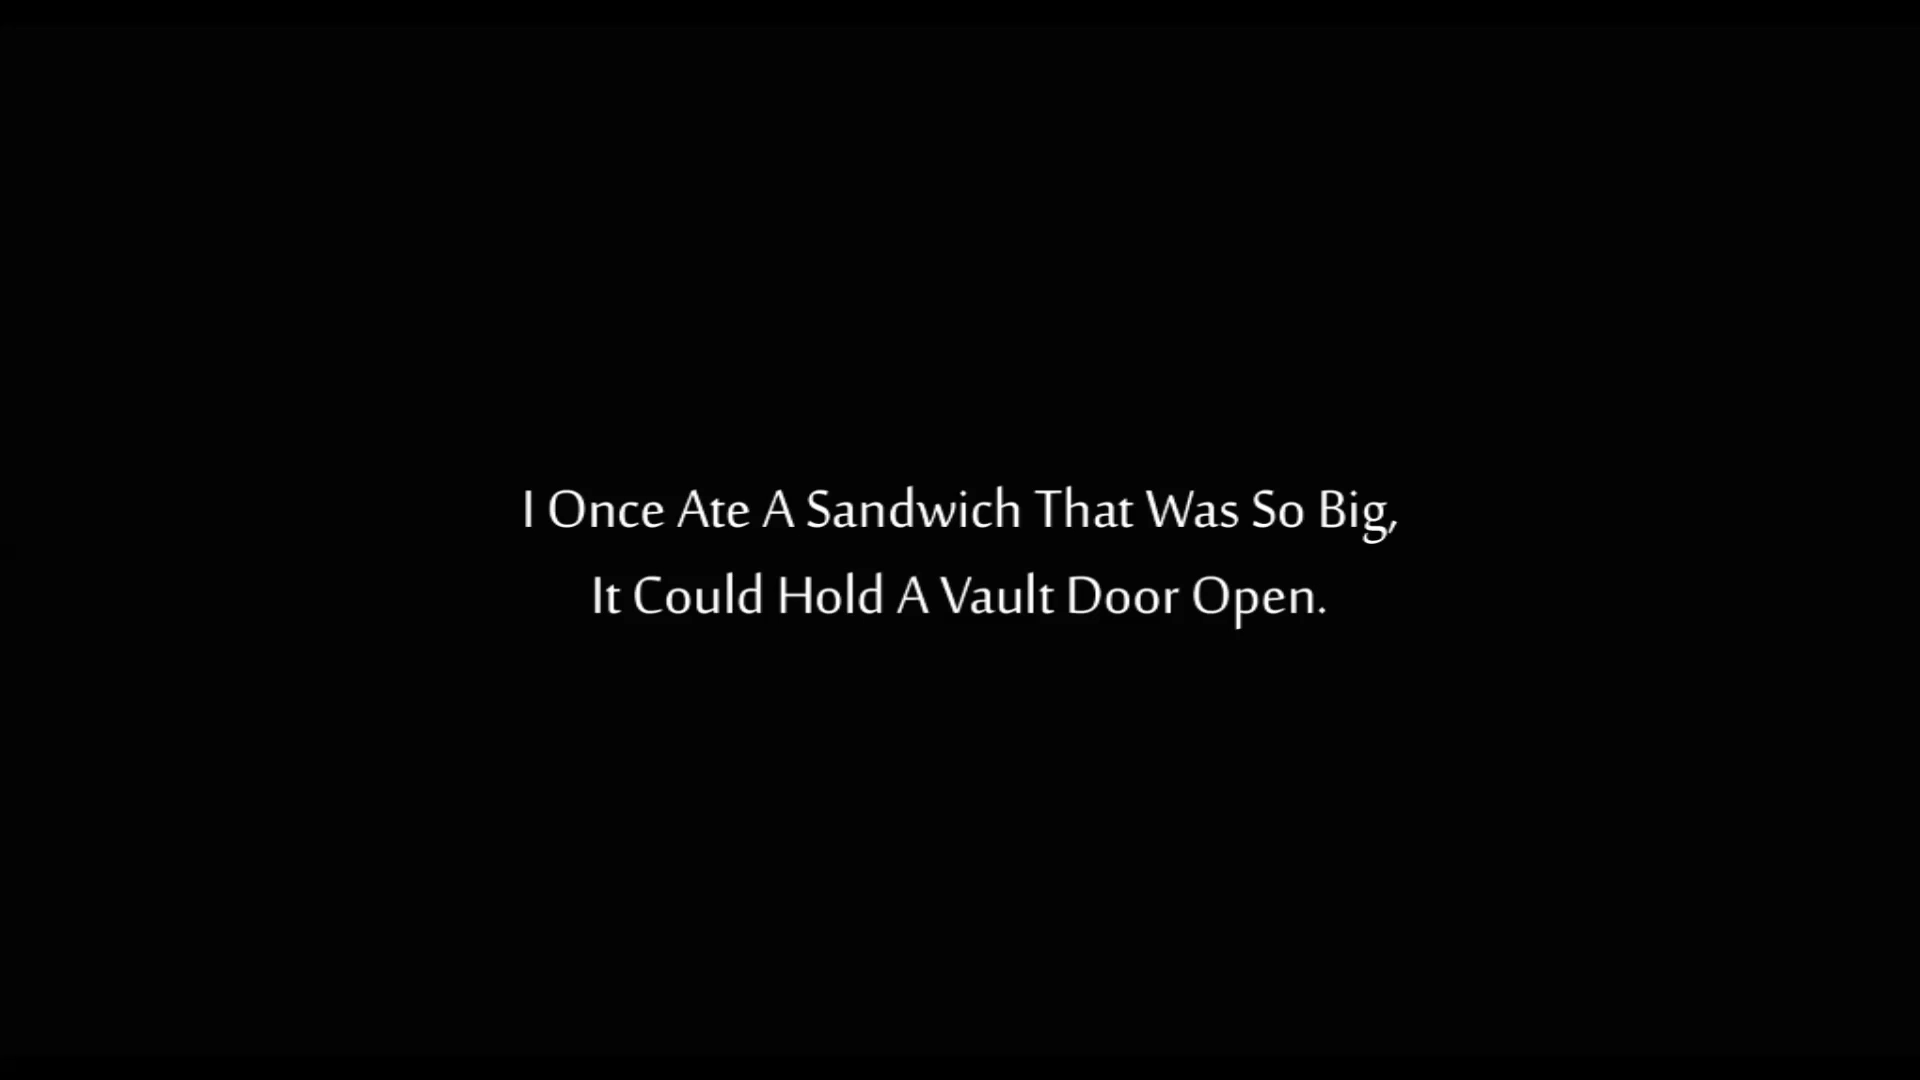 I Once Ate A Sandwich That Was So Big,
It Could Hold A Vault Door Open.